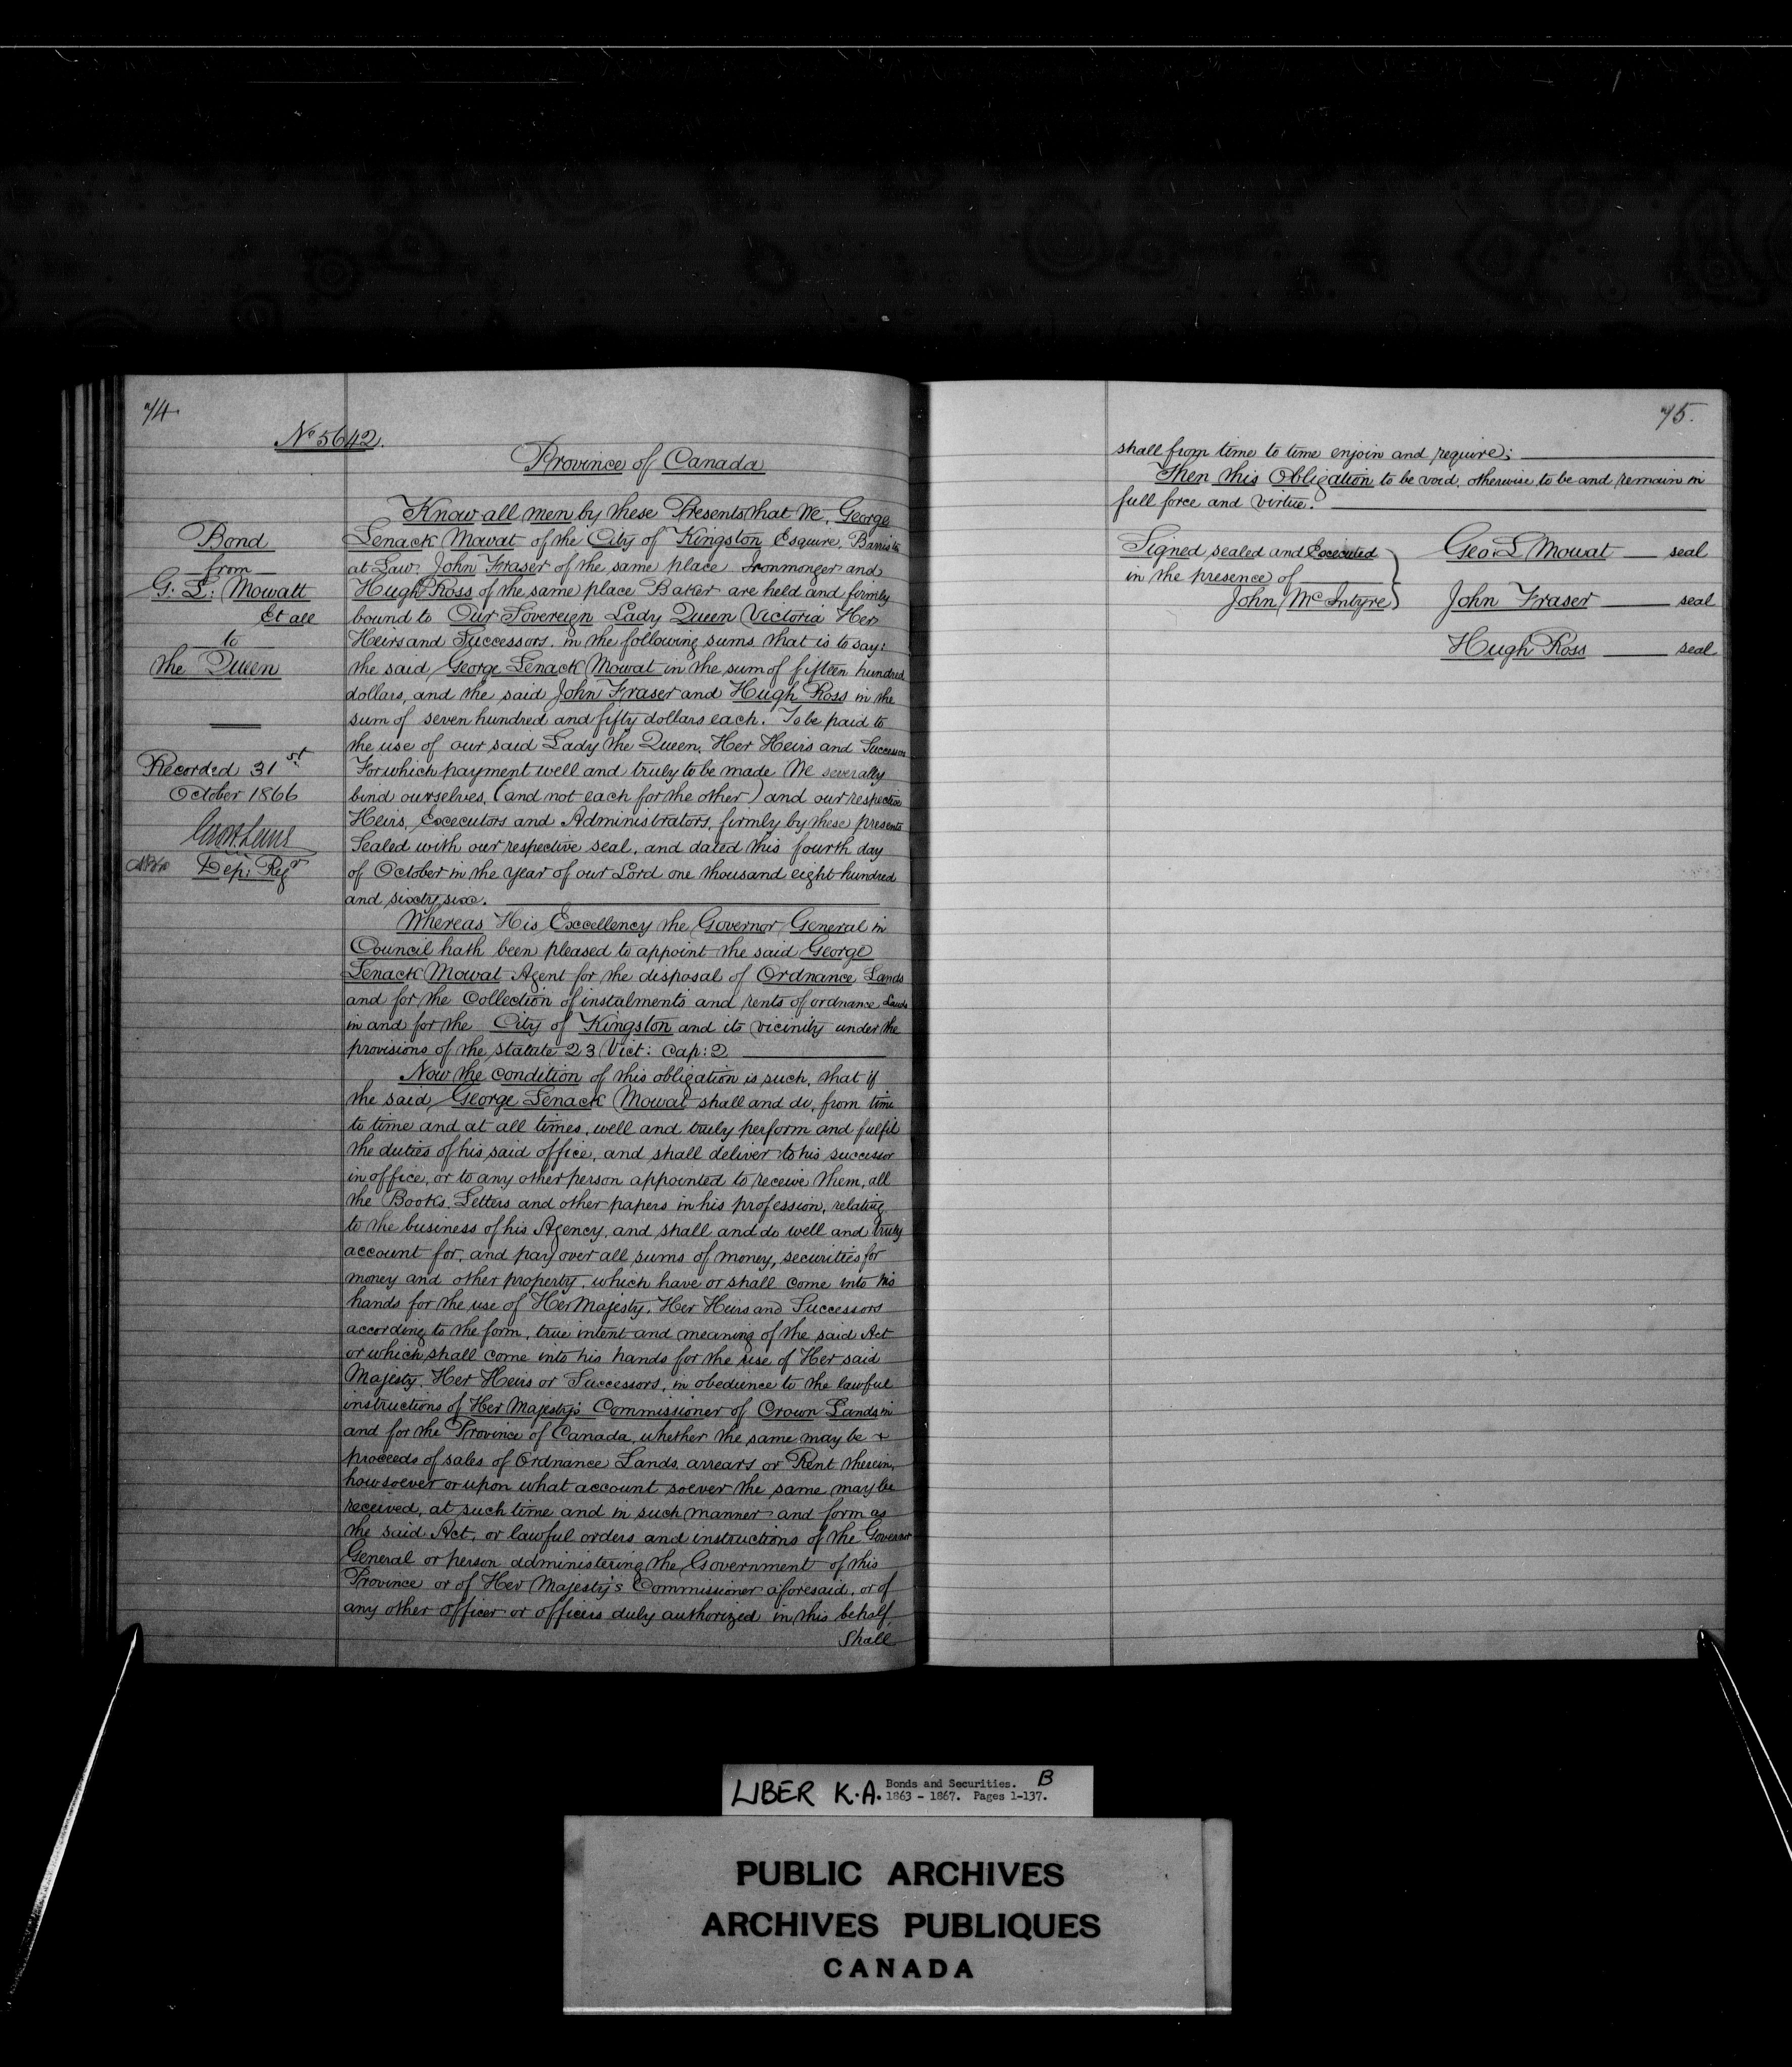 74
No 5642.
Province of Canada
Bond
from
G. L. Mowatt
Et all
to
the Queen
Recorded 31st
October 1866
Dep: Regr
Know all men by these Presents that We, George
Lenack Mowat of the City of Kingston Esquire, Barrister
at Law, John Fraser of the same place Ironmonger and
Hugh Ross of the same place Baker are held and firmly
bound to Our Sovereign Lady Queen Victoria Her
Heirs and Successors, in the following sums that is to say:
the said George Lenack Mowat in the sum of fifteen hundred
dollars, and the said John Fraser and Hugh Ross in the
sum of seven hundred and fifty dollars each. To be paid to
the use of our said Lady the Queen, Her Heirs and Successors
For which payment well and truly to be made We severally
bind ourselves, (and not each for the other) and our respective
Heirs, Executors and Administrators, firmly by these presents
Sealed with our respective seal, and dated this fourth day
of October in the year of our Lord one thousand eight hundred
and sixty six.
Whereas His Excellency the Governor General in
Council hath been pleased to appoint the said George
Lenack Mowat Agent for the disposal of Ordnance Lands
and for the Collection of instalments and rents of ordnance Lands
in and for the City of Kingston and its vicinity under the
provisions of the statute 23 Vict: Cap: 2
Now the condition of this obligation is such, that if
the said George Lenack Mowat shall and do, from time
to time and at all times, well and truly perform and fulfil
the duties of his said office, and shall deliver to his successor
in office, or to any other person appointed to receive them, all
the Books, Letters and other papers in his profession, relating
to the business of his Agency, and shall and do well and truly
account for, and pay over all sums of money, securities for
money and other property, which have or shall come into his
hands for the use of Her Majesty, Her Heirs and Successors
according to the form, true intent and meaning of the said Act
or which shall come into his hands for the use of Her said
Majesty, Her Heirs or Successors, in obedience to the lawful
instructions of Her Majesty's Commissioner of Crown Lands in
and for the Province of Canada, whether the same may be
proceeds of sales of Ordnance Lands, arrears or Rent therein,
howsoever or upon what account soever the same may be
received, at such time and in such manner and form as
the said Act, or lawful orders and instructions of the Governor
General or person administering the Government of this
Province or of Her Majesty's Commissioner aforesaid, or of
any other officer or officers duly authorized in this behalf,
Shall
75.
shall from time to time enjoin and require;
Then this Obligation to be void, otherwise to be and remain in
full force and virtue.
Signed sealed and Executed
in the presence of
John McIntyre
Geo. L Mowat seal
John Fraser seal
Hugh Ross seal
LIBER K.A. Bonds and Securities. B
1863 - 1867. Pages 1-137.
PUBLIC ARCHIVES
ARCHIVES PUBLIQUES
CANADA